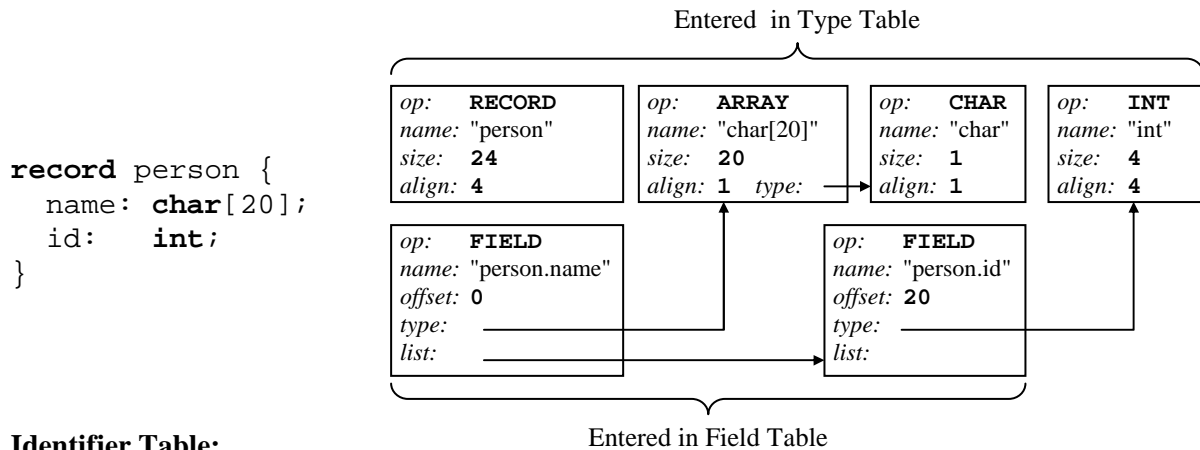 Entered in Type Table
record person {
name: char[20];
id: int;
}
op: RECORD
name: "person"
size: 24
align: 4
op: ARRAY
name: "char[20]"
size: 20
align: 1 type:
op: CHAR
name: "char"
size: 1
align: 1
op: INT
name: "int"
size: 4
align: 4
op: FIELD
name: "person.name"
offset: 0
type:
list:
op: FIELD
name: "person.id"
offset: 20
type:
list:
Entered in Field Table
Identifier Table: